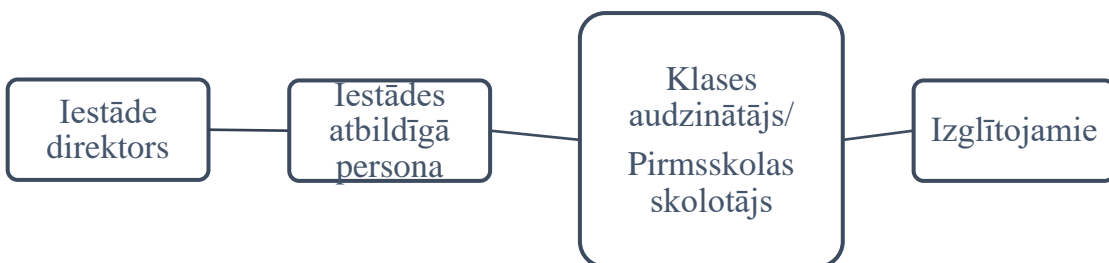 Iestāde
direktors
Iestādes
atbildīgā
persona
Klases
audzinātājs/
Pirmsskolas
skolotājs
Izglītojamie